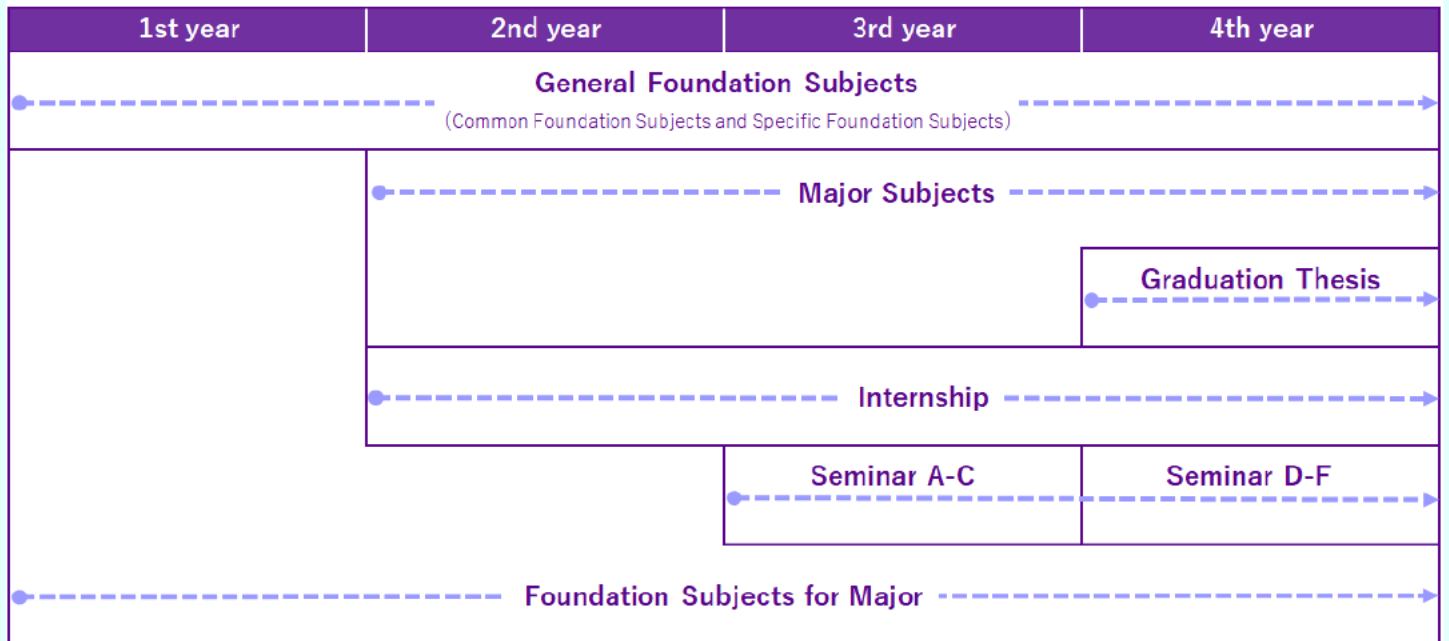 1st year 2nd year 3rd year 4th year
General Foundation Subjects
(Common Foundation Subjects and Specific Foundation Subjects)
Major Subjects
Graduation Thesis
Internship
Seminar A-C Seminar D-F
Foundation Subjects for Major